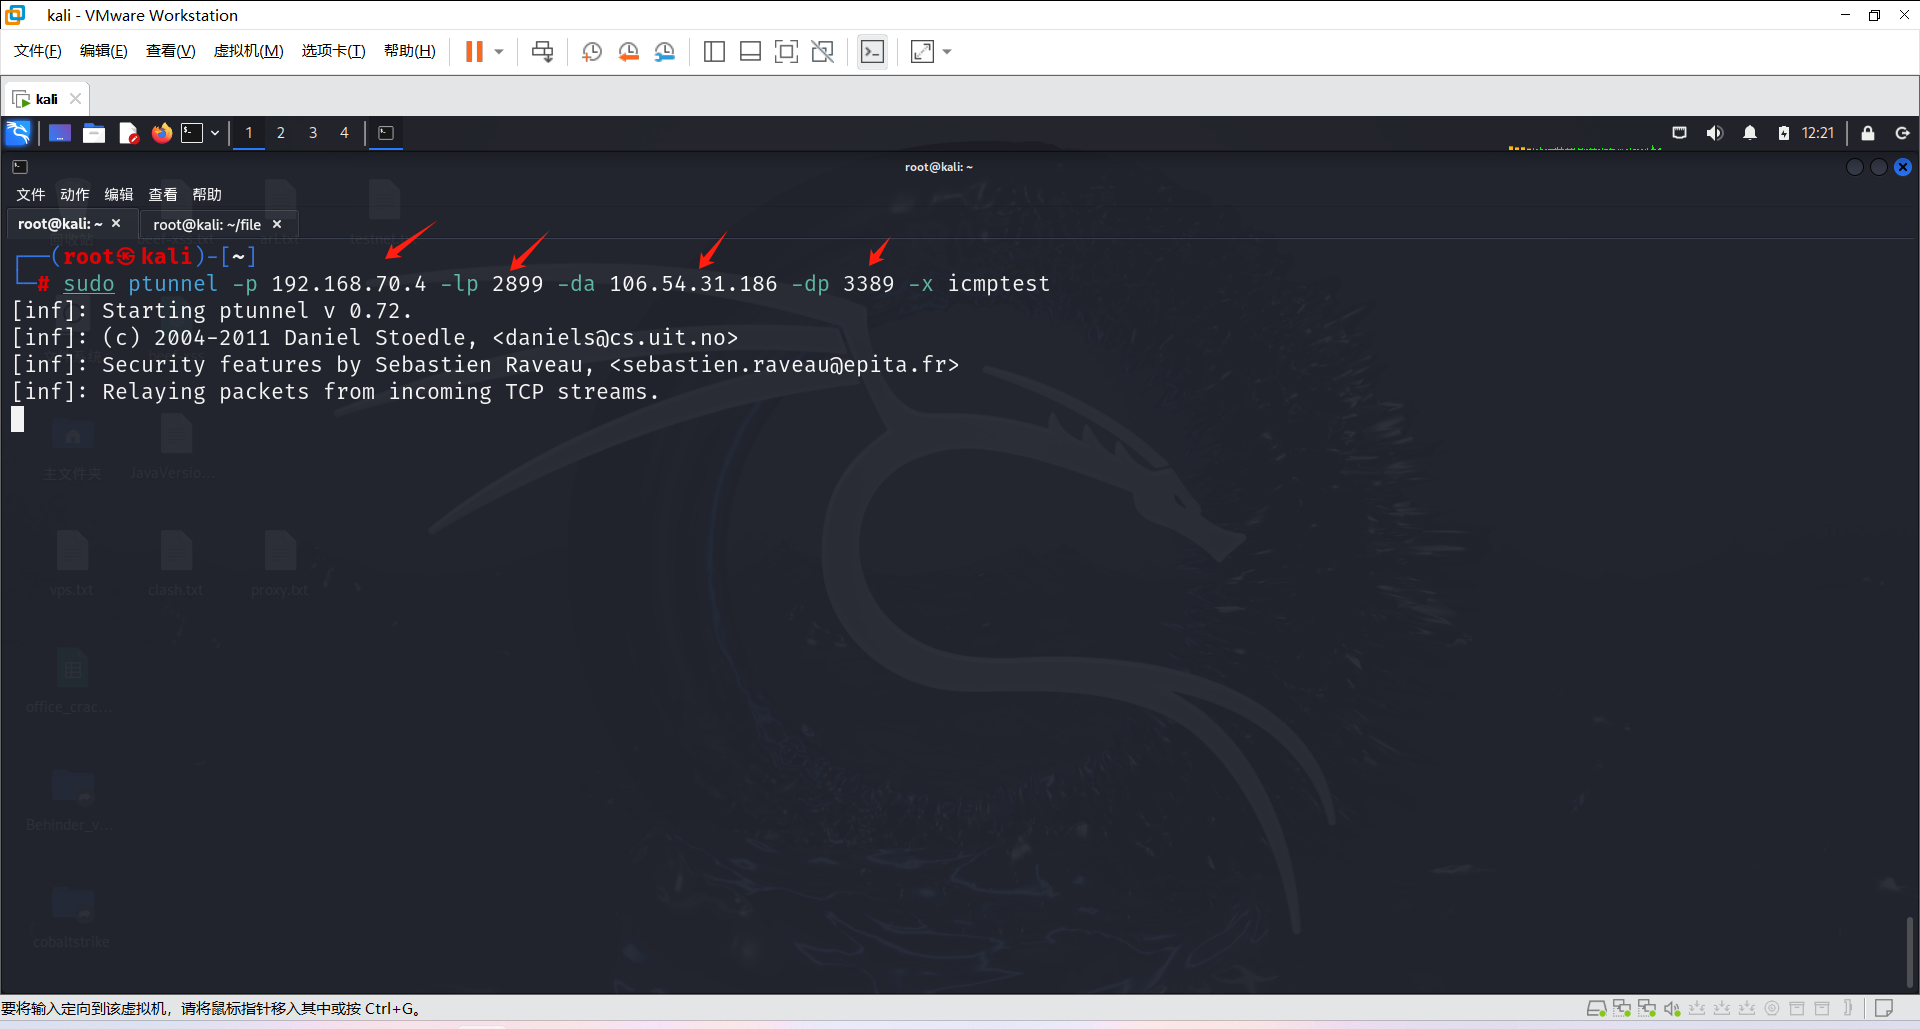 kali - VMware Workstation
文件(F) 编辑(E) 查看(V) 虚拟机(M) 选项卡(T) 帮助(H)
kali
1 2 3 4 12:21
root@kali: ~
文件 动作 编辑 查看 帮助
root@kali: ~ root@kali: ~/file
┌──(root㉿kali)-[~]
└─# sudo ptunnel -p 192.168.70.4 -lp 2899 -da 106.54.31.186 -dp 3389 -x icmptest
[inf]: Starting ptunnel v 0.72.
[inf]: (c) 2004-2011 Daniel Stoedle, <daniels@cs.uit.no>
[inf]: Security features by Sebastien Raveau, <sebastien.raveau@epita.fr>
[inf]: Relaying packets from incoming TCP streams.
主文件夹 JavaVersio...
vps.txt clash.txt proxy.txt
office_crac...
Behinder_v...
cobaltstrike
要将输入定向到该虚拟机，请将鼠标指针移入其中或按 Ctrl+G。